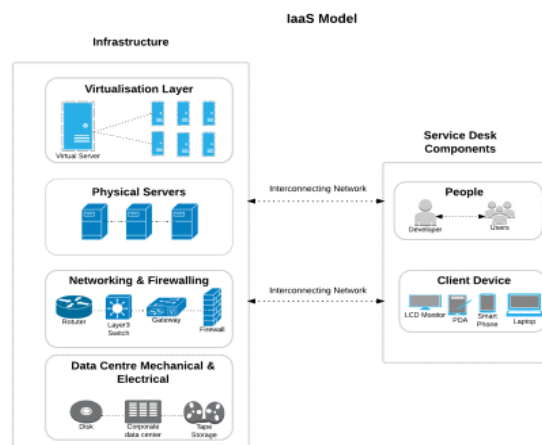 IaaS Model
Infrastructure
Virtualisation Layer
Virtual Server
Physical Servers
Networking & Firewalling
Rotuter
Layer3
Switch
Gateway
Firewall
Data Centre Mechanical &
Electrical
Disk
Corporate
data center
Tape
Storage
Interconnecting Network
Interconnecting Network
Service Desk
Components
People
Developer
Users
Client Device
LCD Monitor
PDA
Smart
Phone
Laptop